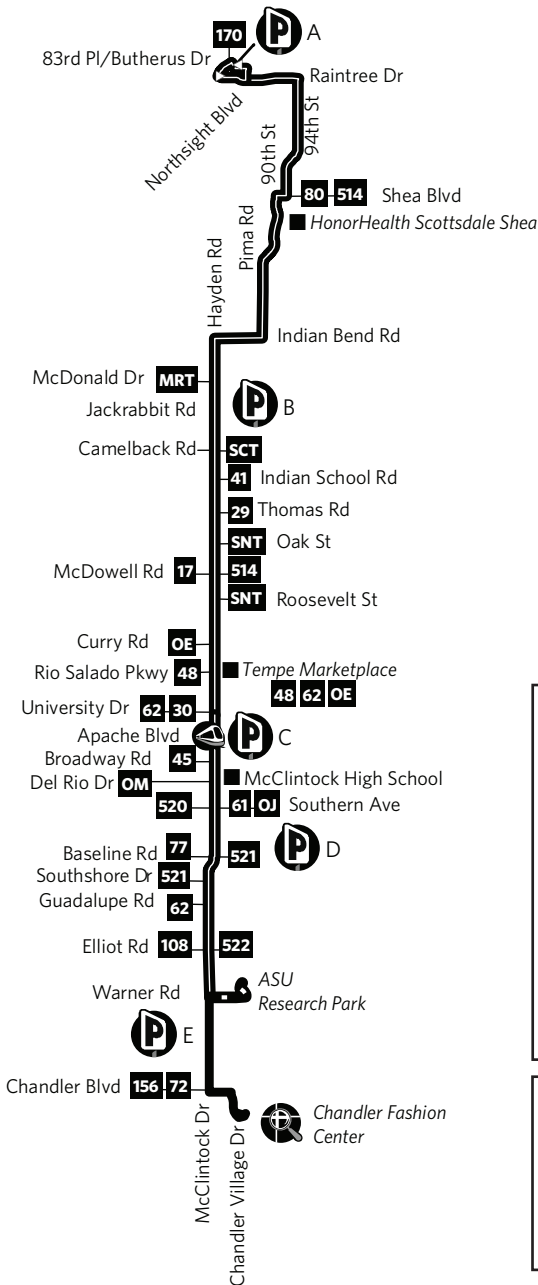 170
A
83rd Pl/Butherus Dr
Raintree Dr
Northsight Blvd
94th St
90th St
80 514 Shea Blvd
HonorHealth Scottsdale Shea
Pima Rd
Hayden Rd
Indian Bend Rd
McDonald Dr MRT
Jackrabbit Rd
B
Camelback Rd SCT
41 Indian School Rd
29 Thomas Rd
SNT Oak St
McDowell Rd 17 514
SNT Roosevelt St
Curry Rd OE
Rio Salado Pkwy 48 Tempe Marketplace
48 62 OE
University Dr 62 30
Apache Blvd
C
Broadway Rd 45
Del Rio Dr OM McClintock High School
520 61 OJ Southern Ave
Baseline Rd 77 521
D
Southshore Dr 521
Guadalupe Rd 62
Elliot Rd 108 522
ASU
Research Park
Warner Rd
E
Chandler Blvd 156 72
McClintock Dr
Chandler Village Dr
Chandler Fashion
Center